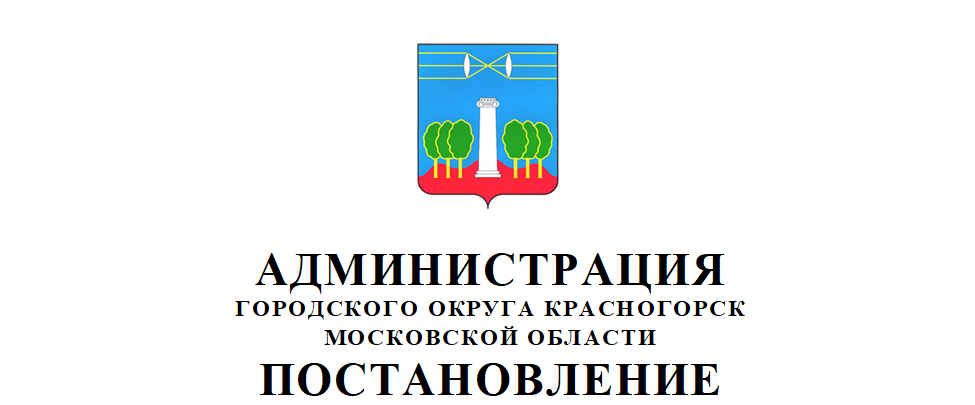 АДМИНИСТРАЦИЯ
ГОРОДСКОГО ОКРУГА КРАСНОГОРСК
МОСКОВСКОЙ ОБЛАСТИ
ПОСТАНОВЛЕНИЕ